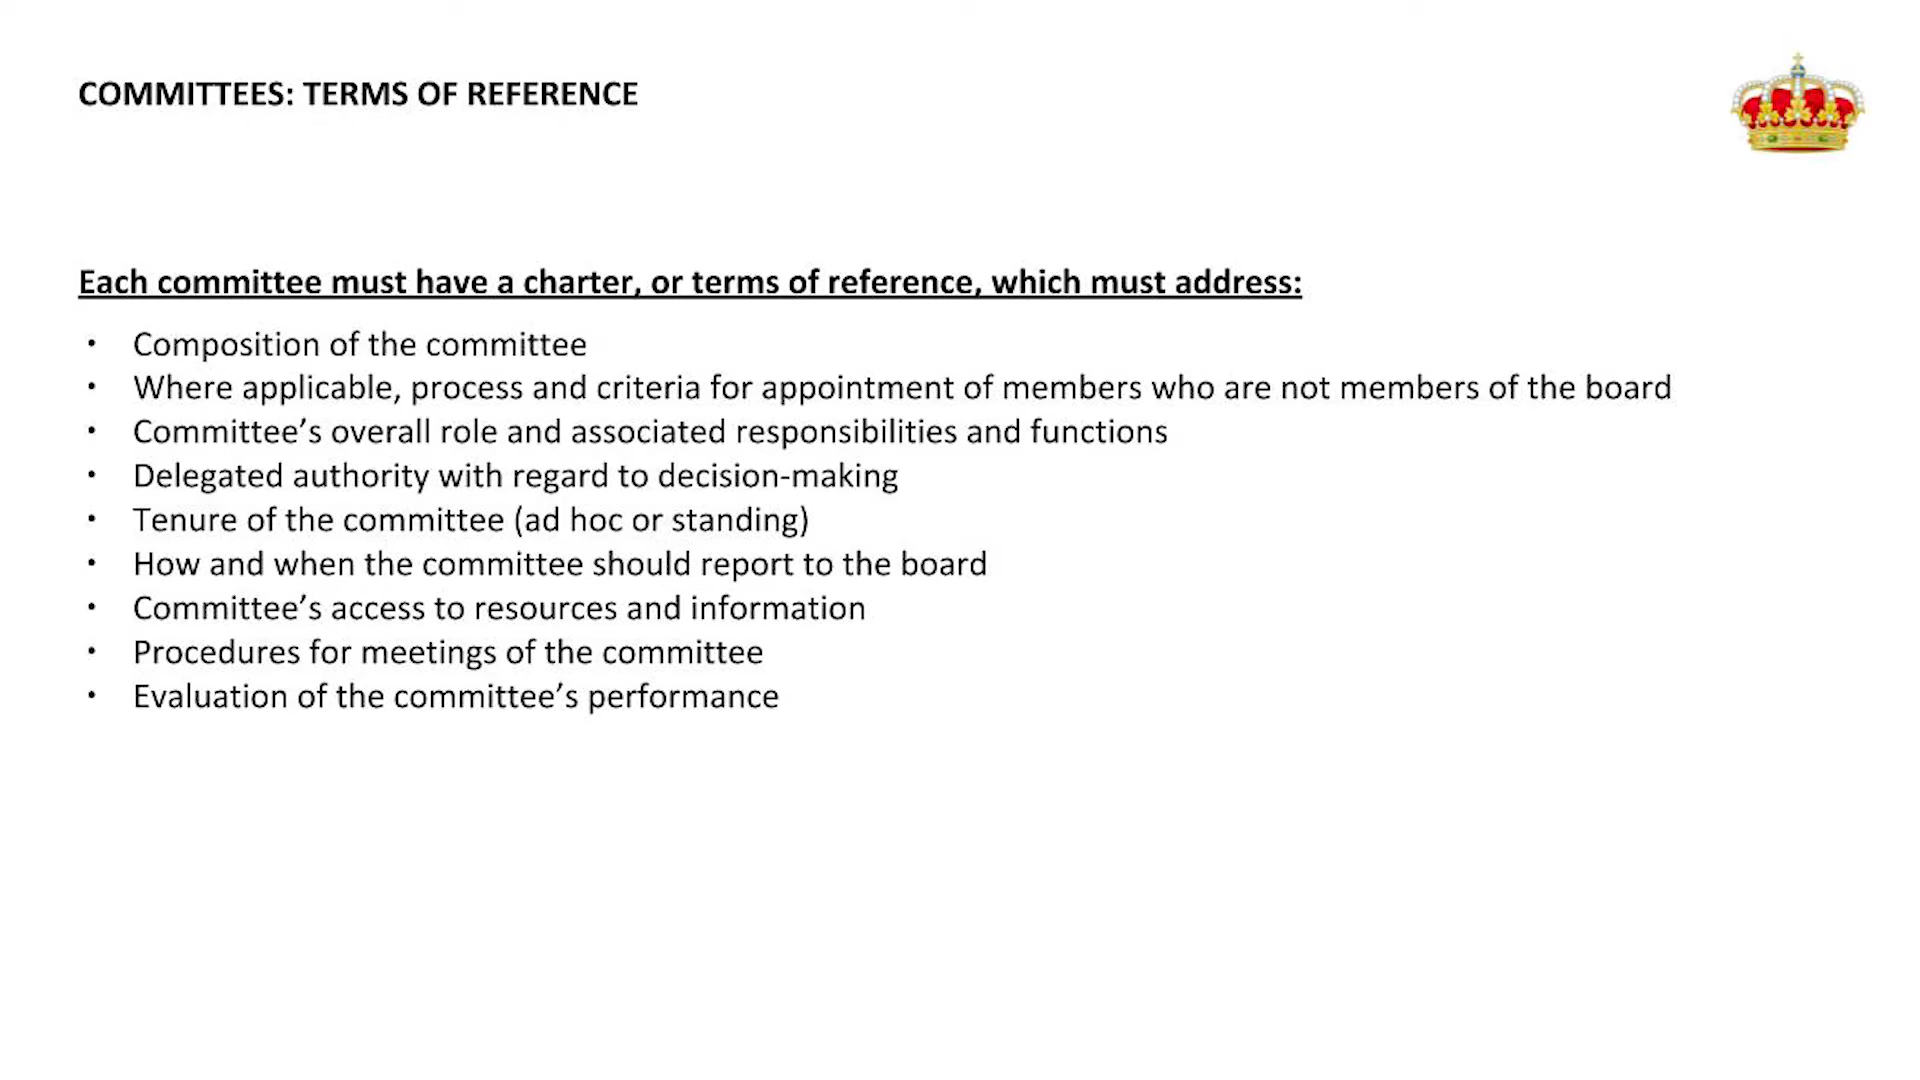 COMMITTEES: TERMS OF REFERENCE
Each committee must have a charter, or terms of reference, which must address:
• Composition of the committee
• Where applicable, process and criteria for appointment of members who are not members of the board
• Committee’s overall role and associated responsibilities and functions
• Delegated authority with regard to decision-making
• Tenure of the committee (ad hoc or standing)
• How and when the committee should report to the board
• Committee’s access to resources and information
• Procedures for meetings of the committee
• Evaluation of the committee’s performance